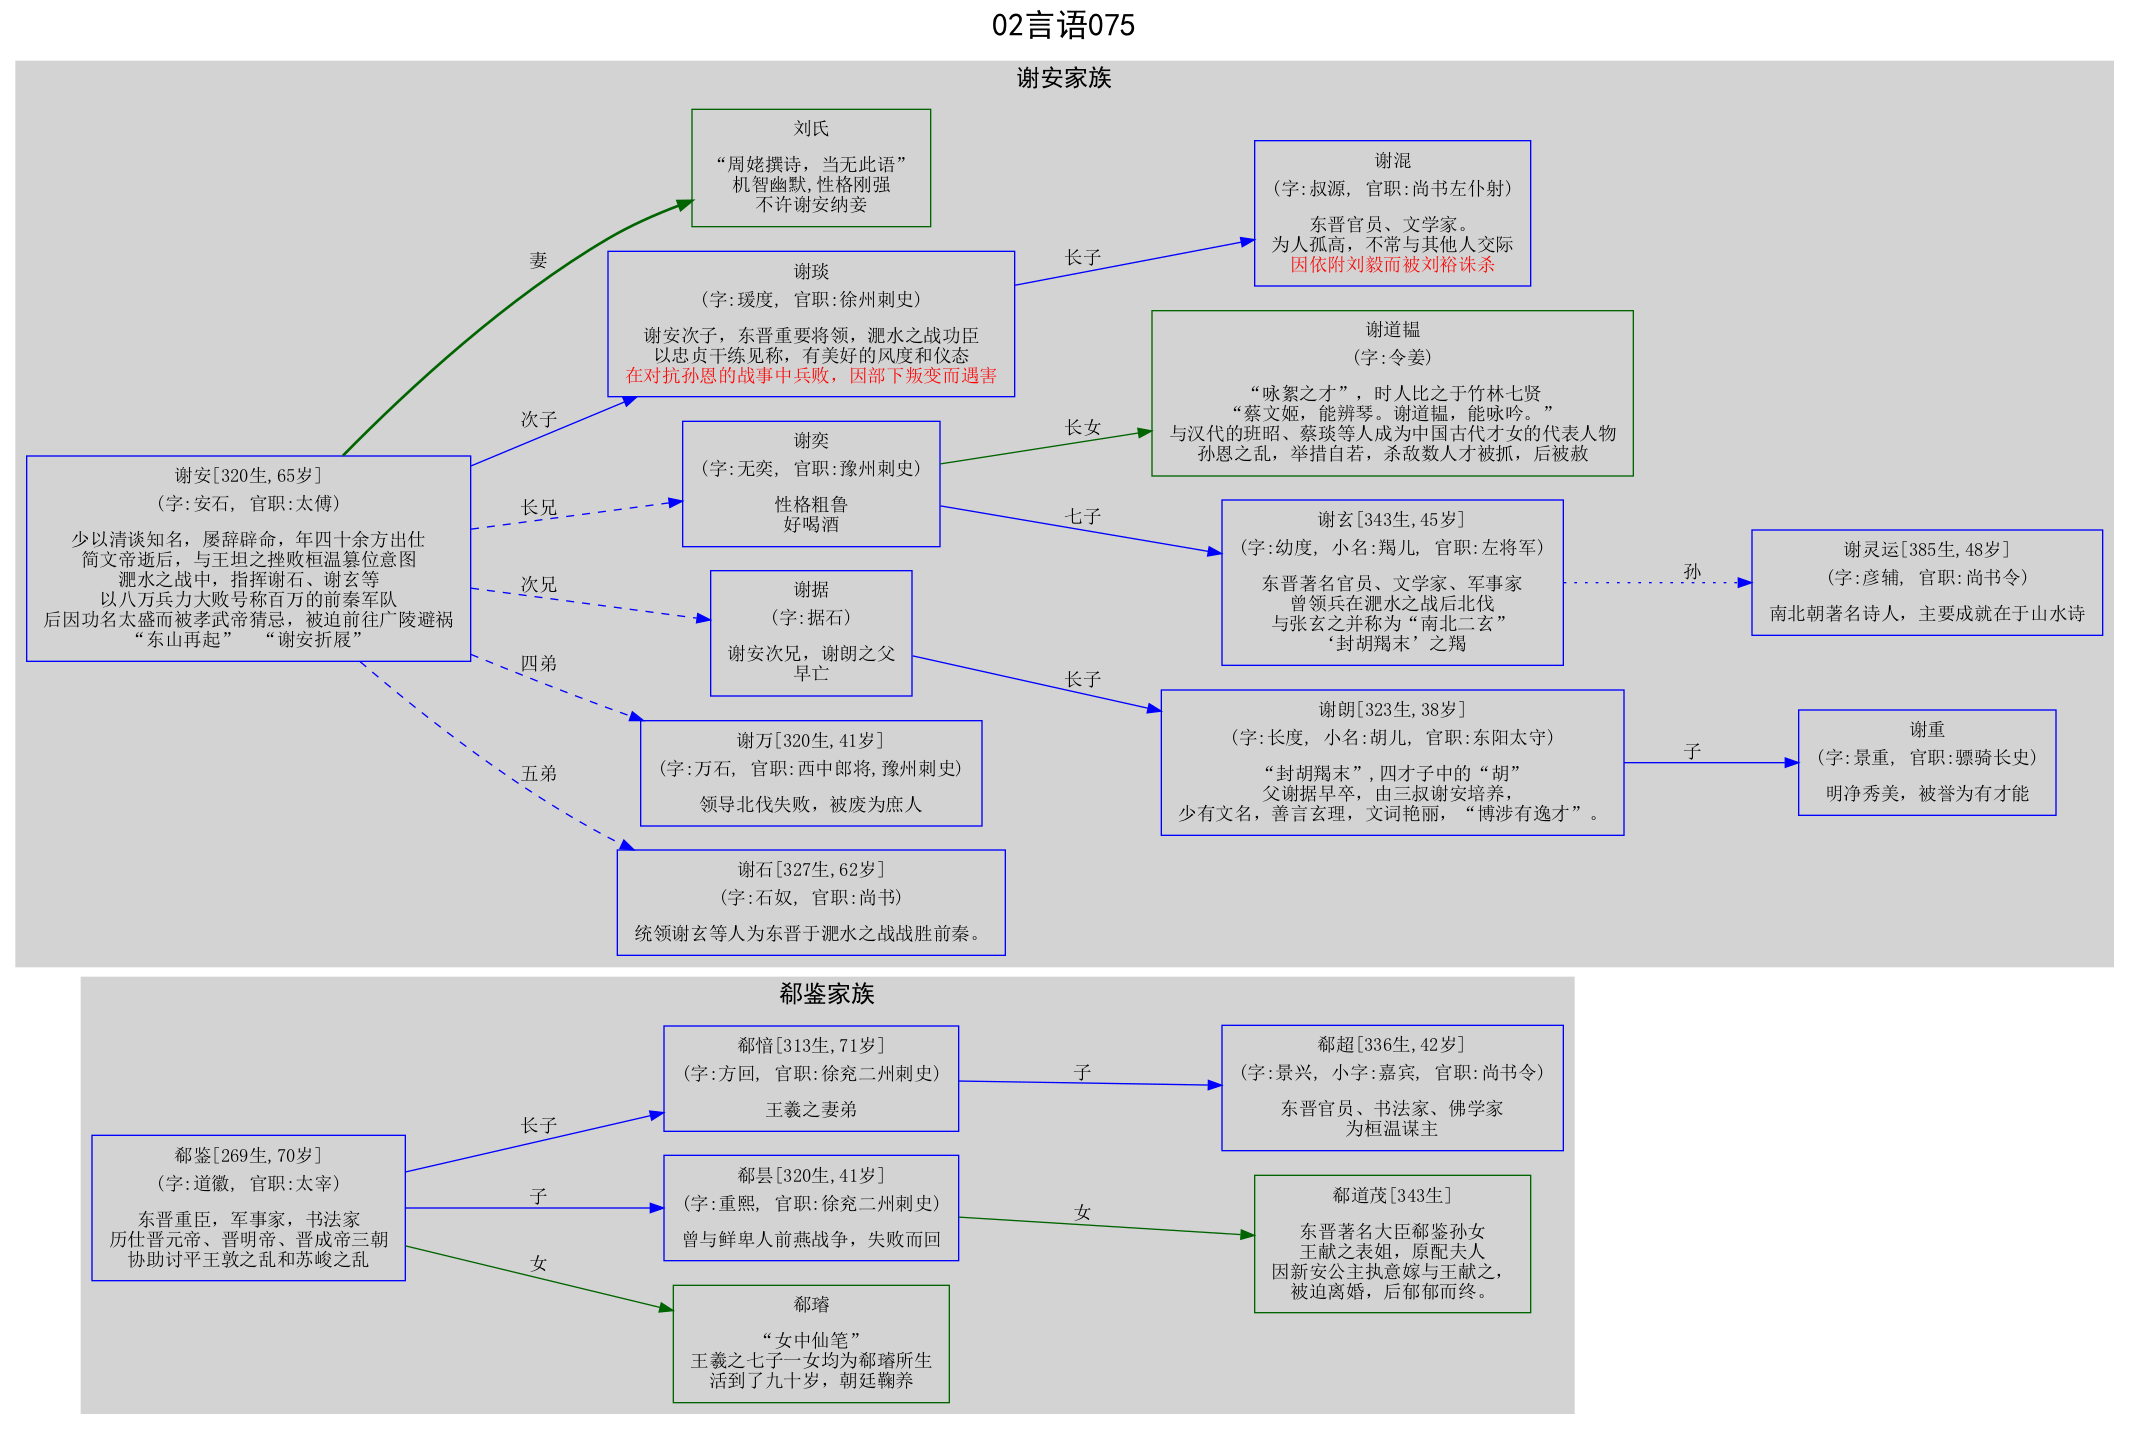 02言语075
谢安家族
刘氏
“周姥撰诗，当无此语”
机智幽默,性格刚强
不许谢安纳妾
谢混
(字:叔源, 官职:尚书左仆射)
东晋官员、文学家。
为人孤高，不常与其他人交际
因依附刘毅而被刘裕诛杀
妻
长子
谢琰
(字:瑗度, 官职:徐州刺史)
谢安次子，东晋重要将领，淝水之战功臣
以忠贞干练见称，有美好的风度和仪态
在对抗孙恩的战事中兵败，因部下叛变而遇害
谢道韫
(字:令姜)
“咏絮之才”，时人比之于竹林七贤
“蔡文姬，能辨琴。谢道韫，能咏吟。”
与汉代的班昭、蔡琰等人成为中国古代才女的代表人物
孙恩之乱，举措自若，杀敌数人才被抓，后被赦
次子
长女
谢奕
(字:无奕, 官职:豫州刺史)
性格粗鲁
好喝酒
谢安[320生,65岁]
(字:安石, 官职:太傅)
少以清谈知名，屡辞辟命，年四十余方出仕
简文帝逝后，与王坦之挫败桓温篡位意图
淝水之战中，指挥谢石、谢玄等
以八万兵力大败号称百万的前秦军队
后因功名太盛而被孝武帝猜忌，被迫前往广陵避祸
“东山再起” “谢安折屐”
长兄
七子
谢玄[343生,45岁]
(字:幼度, 小名:羯儿, 官职:左将军)
东晋著名官员、文学家、军事家
曾领兵在淝水之战后北伐
与张玄之并称为“南北二玄”
‘封胡羯末’之羯
孙
谢灵运[385生,48岁]
(字:彦辅, 官职:尚书令)
南北朝著名诗人，主要成就在于山水诗
次兄
谢据
(字:据石)
谢安次兄，谢朗之父
早亡
四弟
长子
谢朗[323生,38岁]
(字:长度, 小名:胡儿, 官职:东阳太守)
“封胡羯末”,四才子中的“胡”
父谢据早卒，由三叔谢安培养，
少有文名，善言玄理，文词艳丽，“博涉有逸才”。
子
谢重
(字:景重, 官职:骠骑长史)
明净秀美，被誉为有才能
谢万[320生,41岁]
(字:万石, 官职:西中郎将,豫州刺史)
领导北伐失败，被废为庶人
五弟
谢石[327生,62岁]
(字:石奴, 官职:尚书)
统领谢玄等人为东晋于淝水之战战胜前秦。
郗鉴家族
郗愔[313生,71岁]
(字:方回, 官职:徐兖二州刺史)
王羲之妻弟
子
郗超[336生,42岁]
(字:景兴, 小字:嘉宾, 官职:尚书令)
东晋官员、书法家、佛学家
为桓温谋主
长子
郗鉴[269生,70岁]
(字:道徽, 官职:太宰)
东晋重臣，军事家，书法家
历仕晋元帝、晋明帝、晋成帝三朝
协助讨平王敦之乱和苏峻之乱
子
郗昙[320生,41岁]
(字:重熙, 官职:徐兖二州刺史)
曾与鲜卑人前燕战争，失败而回
女
郗道茂[343生]
东晋著名大臣郗鉴孙女
王献之表姐，原配夫人
因新安公主执意嫁与王献之，
被迫离婚，后郁郁而终。
女
郗璿
“女中仙笔”
王羲之七子一女均为郗璿所生
活到了九十岁，朝廷鞠养